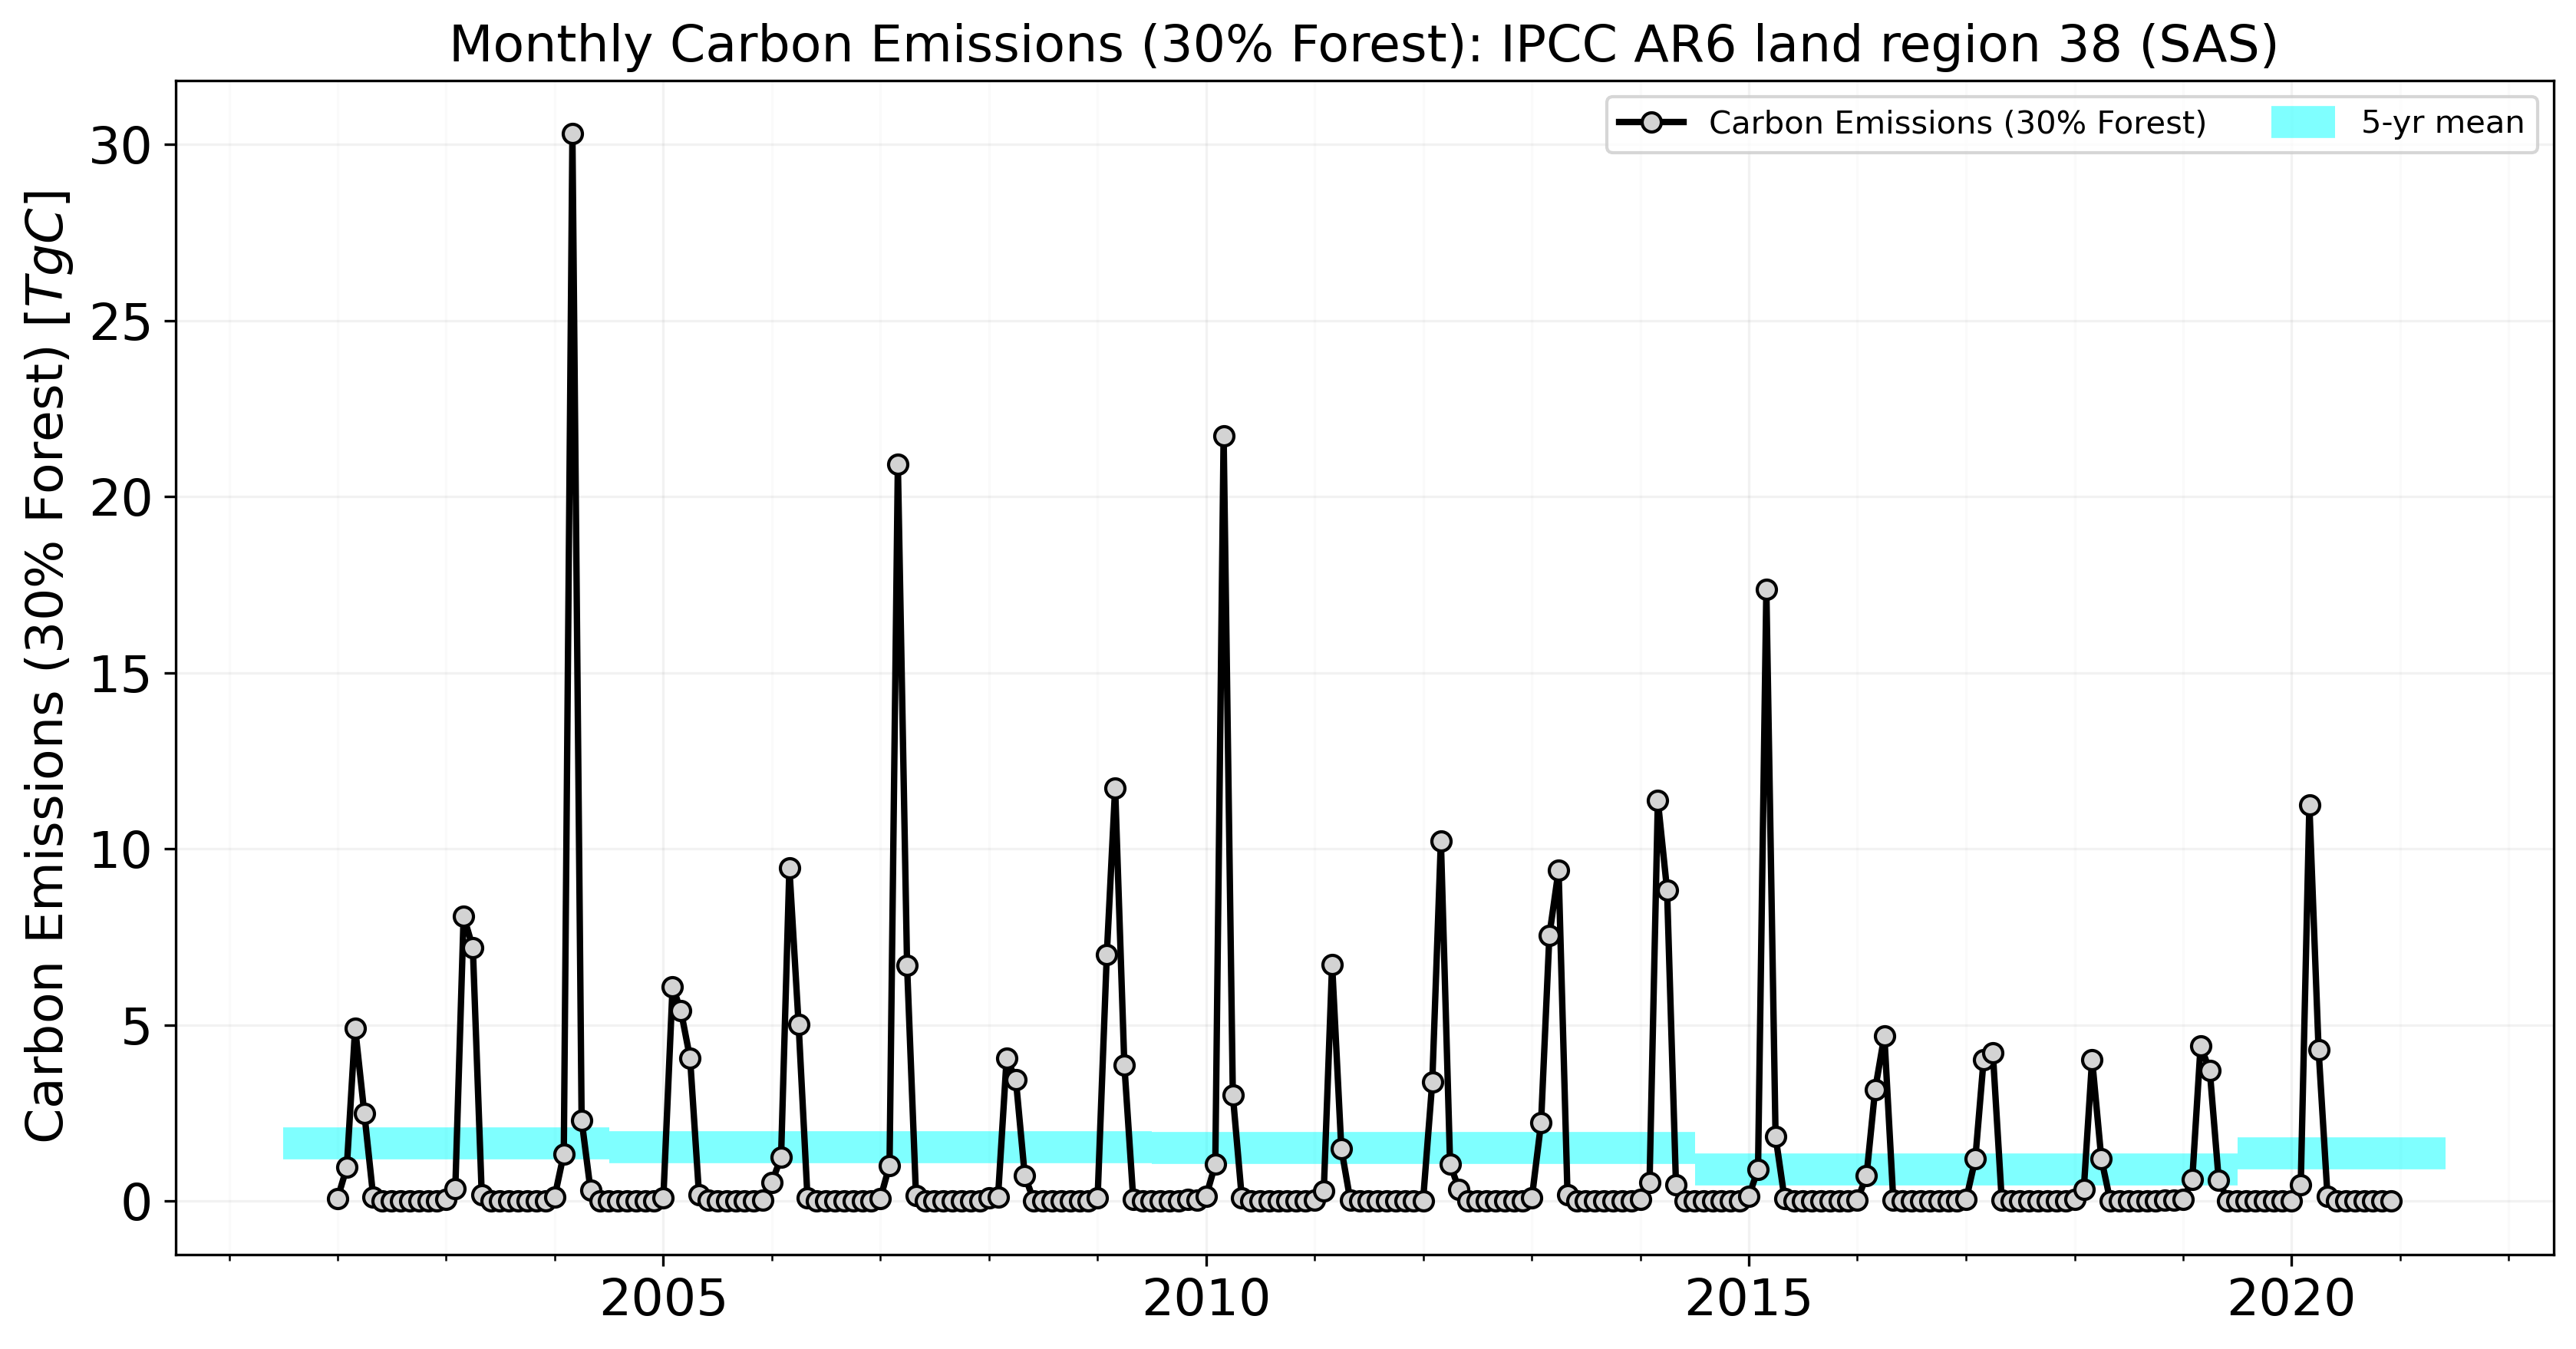 Monthly Carbon Emissions (30% Forest): IPCC AR6 land region 38 (SAS)
Carbon Emissions (30% Forest)
5-yr mean
Carbon Emissions (30% Forest) [TgC]
30
25
20
15
10
5
0
2005
2010
2015
2020